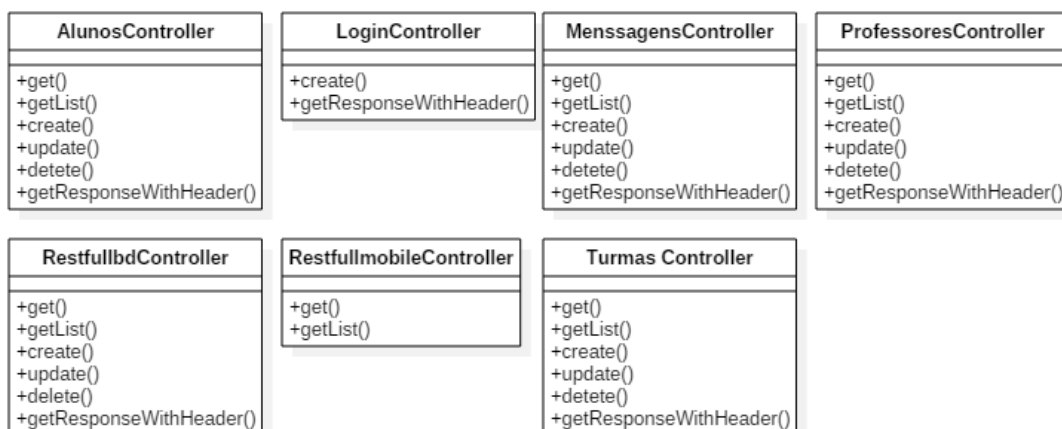 AlunosController
+get()
+getList()
+create()
+update()
+detete()
+getResponseWithHeader()
LoginController
+create()
+getResponseWithHeader()
MenssagensController
+get()
+getList()
+create()
+update()
+detete()
+getResponseWithHeader()
ProfessoresController
+get()
+getList()
+create()
+update()
+detete()
+getResponseWithHeader()
RestfullbdController
+get()
+getList()
+create()
+update()
+delete()
+getResponseWithHeader()
RestfullmobileController
+get()
+getList()
Turmas Controller
+get()
+getList()
+create()
+update()
+detete()
+getResponseWithHeader()